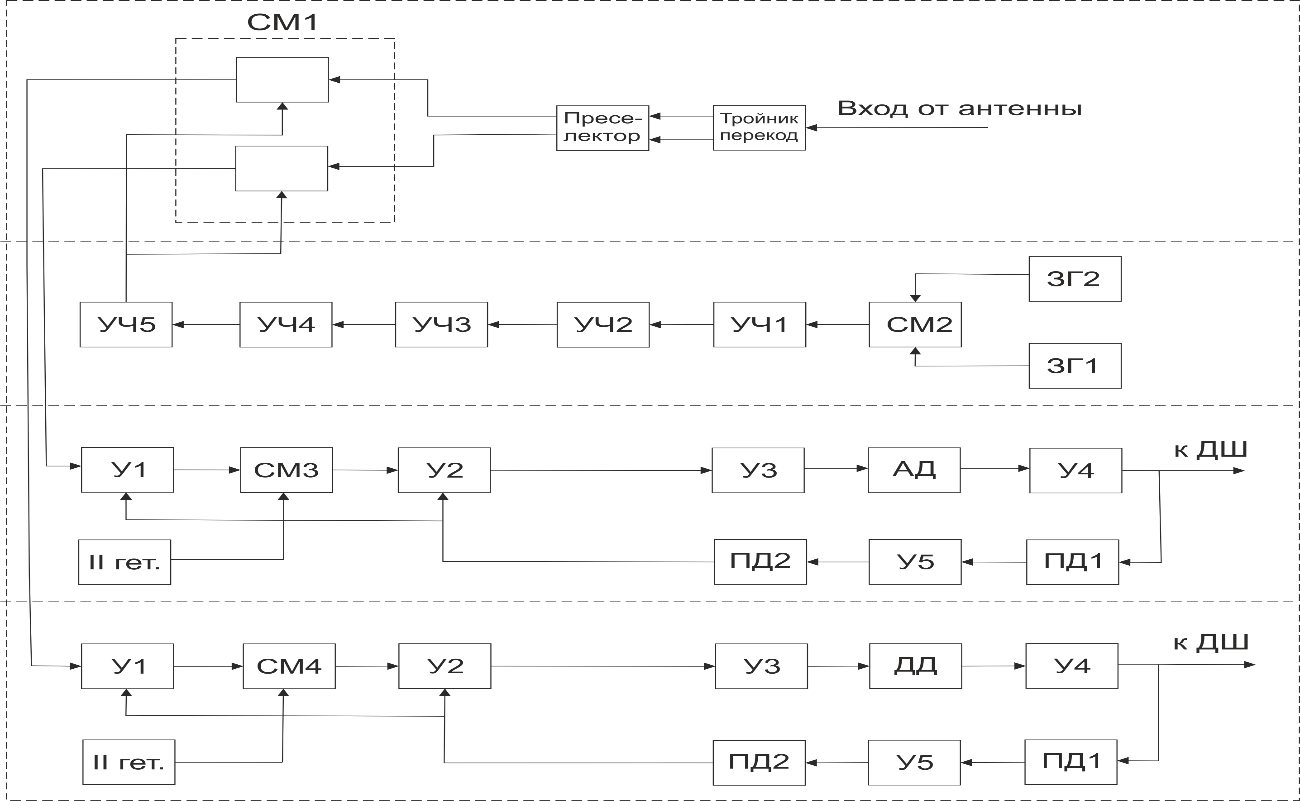 СМ1
Пресе-
лектор
Тройник
перекод
Вход от антенны
ЗГ2
УЧ5
УЧ4
УЧ3
УЧ2
УЧ1
СМ2
ЗГ1
У1
СМ3
У2
У3
АД
У4
к ДШ
II гет.
ПД2
У5
ПД1
У1
СМ4
У2
У3
ДД
У4
к ДШ
II гет.
ПД2
У5
ПД1